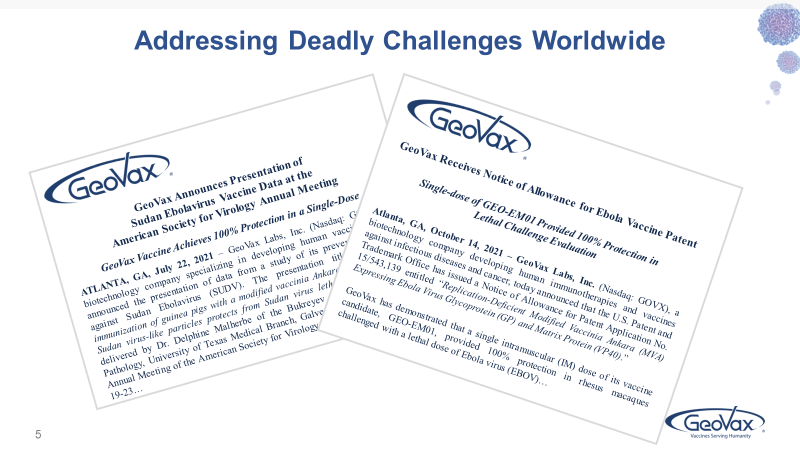 Addressing Deadly Challenges Worldwide
GeoVax
GeoVax Announces Presentation of
Sudan Ebolavirus Vaccine Data at the
American Society for Virology Annual Meeting
GeoVax Vaccine Achieves 100% Protection in a Single-Dose
ATLANTA, GA, July 22, 2021 – GeoVax Labs, Inc. (Nasdaq: G
biotechnology company specializing in developing human vacc
announced the presentation of data from a study of its preve
against Sudan Ebolavirus (SUDV). The presentation tit
immunization of guinea pigs with a modified vaccinia Ankar
Sudan virus-like particles protects from Sudan virus leth
delivered by Dr. Delphine Malherbe of the Bukreyev
Pathology, University of Texas Medical Branch, Galve
Annual Meeting of the American Society for Virology
19-23…
GeoVax
GeoVax Receives Notice of Allowance for Ebola Vaccine Patent
Single-dose of GEO-EM01 Provided 100% Protection in
Lethal Challenge Evaluation
Atlanta, GA, October 14, 2021 – GeoVax Labs, Inc. (Nasdaq: GOVX), a
biotechnology company developing human immunotherapies and vaccines
against infectious diseases and cancer, today announced that the U.S. Patent and
Trademark Office has issued a Notice of Allowance for Patent Application No.
15/543,139 entitled "Replication-Deficient Modified Vaccinia Ankara (MVA)
Expressing Ebola Virus Glycoprotein (GP) and Matrix Protein (VP40)."
GeoVax has demonstrated that a single intramuscular (IM) dose of its vaccine
candidate, GEO-EM01, provided 100% protection in rhesus macaques
challenged with a lethal dose of Ebola virus (EBOV)…
5
GeoVax
Vaccines Serving Humanity